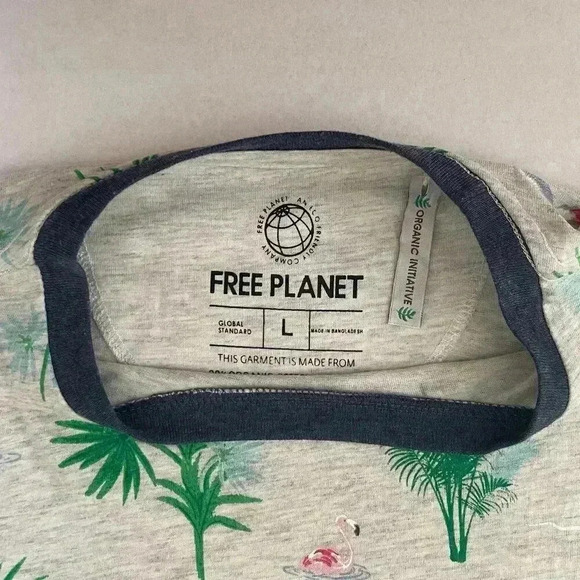 FREE PLANET AN ECO FRIENDLY COMPANY
FREE PLANET
GLOBAL
STANDARD
L
MADE IN BANGLADESH
THIS GARMENT IS MADE FROM
ORGANIC
ORGANIC INITIATIVE